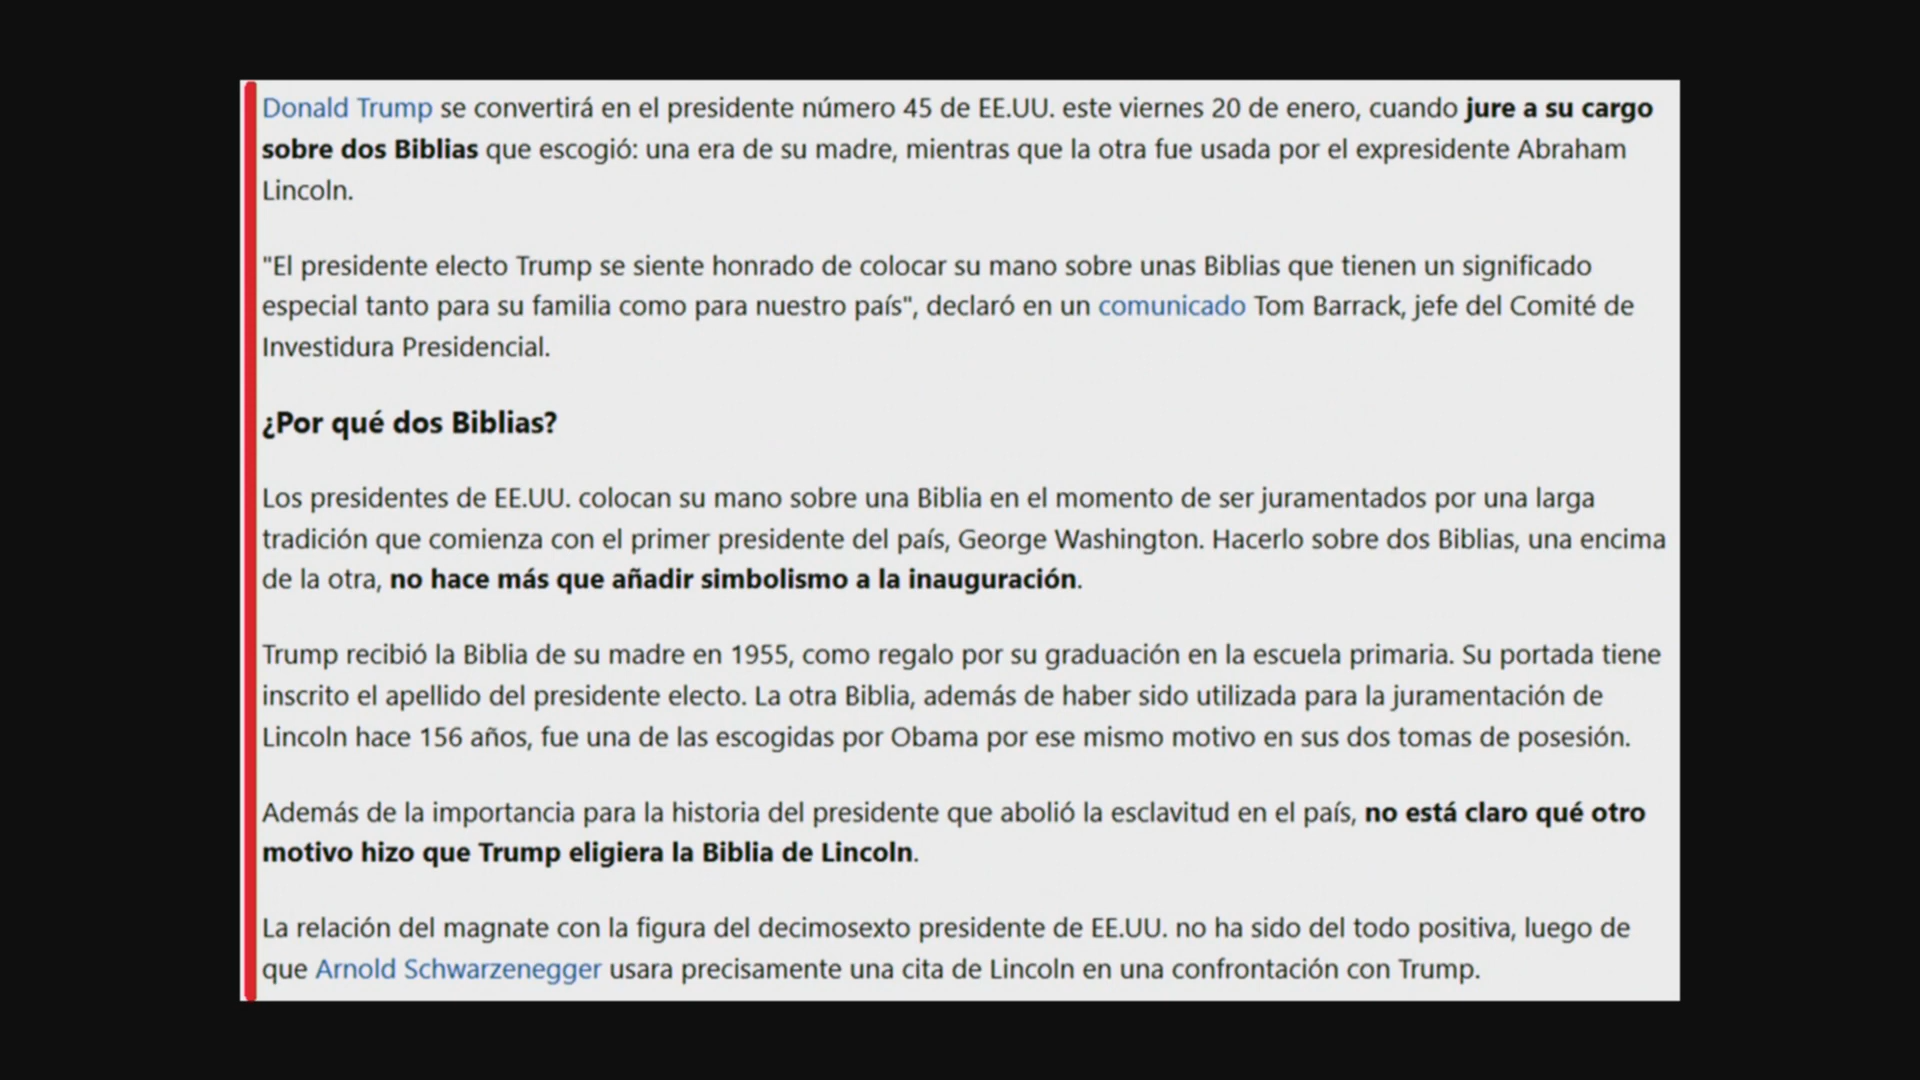 Donald Trump se convertirá en el presidente número 45 de EE.UU. este viernes 20 de enero, cuando jure a su cargo
sobre dos Biblias que escogió: una era de su madre, mientras que la otra fue usada por el expresidente Abraham
Lincoln.
"El presidente electo Trump se siente honrado de colocar su mano sobre unas Biblias que tienen un significado
especial tanto para su familia como para nuestro país", declaró en un comunicado Tom Barrack, jefe del Comité de
Investidura Presidencial.
¿Por qué dos Biblias?
Los presidentes de EE.UU. colocan su mano sobre una Biblia en el momento de ser juramentados por una larga
tradición que comienza con el primer presidente del país, George Washington. Hacerlo sobre dos Biblias, una encima
de la otra, no hace más que añadir simbolismo a la inauguración.
Trump recibió la Biblia de su madre en 1955, como regalo por su graduación en la escuela primaria. Su portada tiene
inscrito el apellido del presidente electo. La otra Biblia, además de haber sido utilizada para la juramentación de
Lincoln hace 156 años, fue una de las escogidas por Obama por ese mismo motivo en sus dos tomas de posesión.
Además de la importancia para la historia del presidente que abolió la esclavitud en el país, no está claro qué otro
motivo hizo que Trump eligiera la Biblia de Lincoln.
La relación del magnate con la figura del decimosexto presidente de EE.UU. no ha sido del todo positiva, luego de
que Arnold Schwarzenegger usara precisamente una cita de Lincoln en una confrontación con Trump.